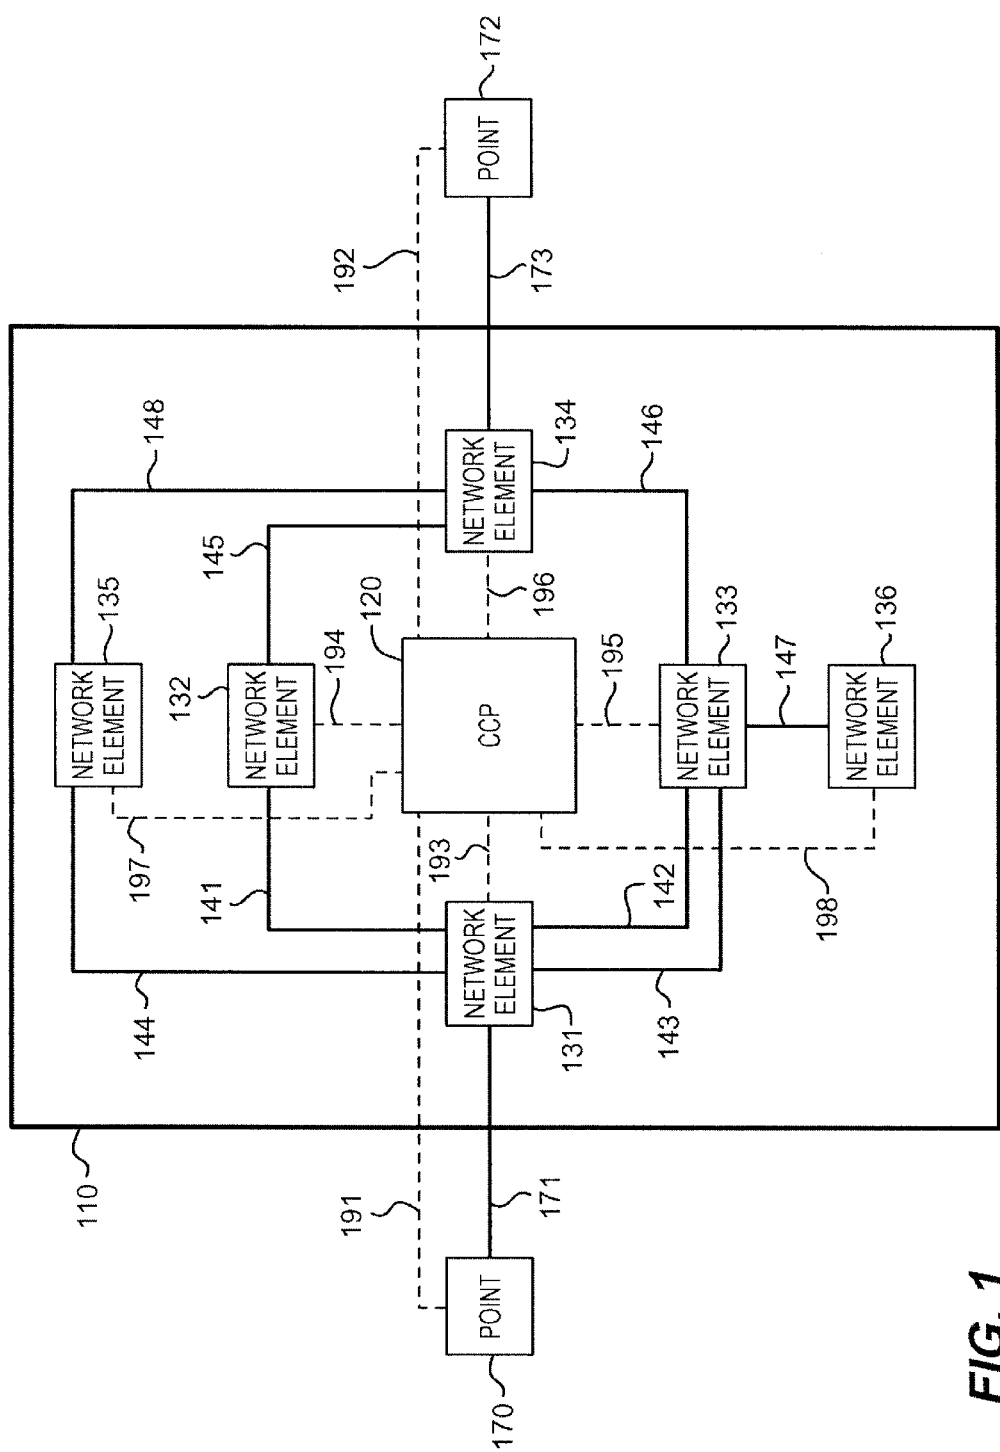 110
NETWORK
ELEMENT
135
144
197
148
141
145
132
NETWORK
ELEMENT
194
191
192
120
193
POINT
170
NETWORK
ELEMENT
131
CCP
NETWORK
ELEMENT
134
POINT
172
171
196
173
195
143
142
146
NETWORK
ELEMENT
133
147
198
NETWORK
ELEMENT
136
FIG. 1